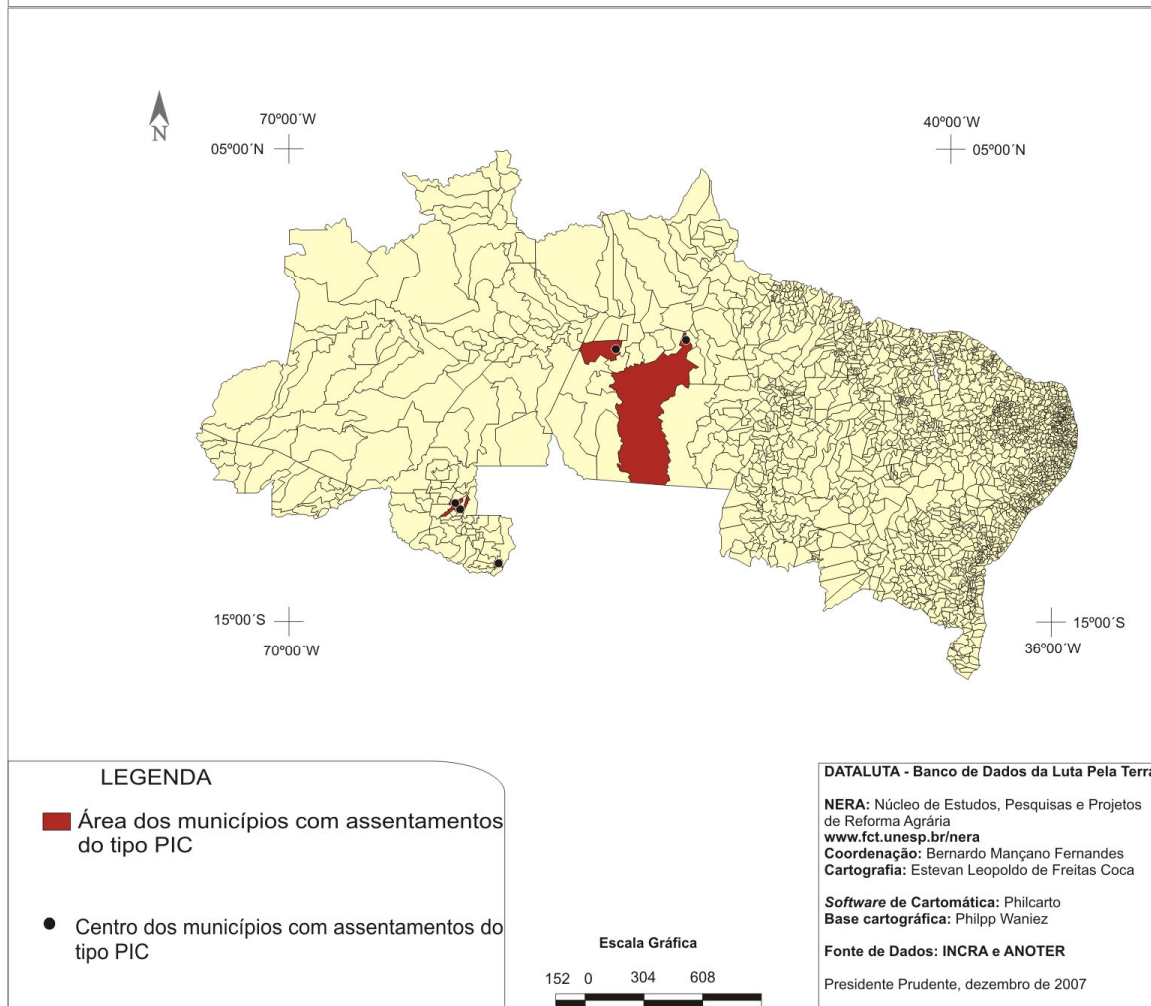 N
70º00´W
05º00´N
40º00´W
05º00´N
15º00´S
70º00´W
15º00´S
36º00´W
LEGENDA
Área dos municípios com assentamentos
do tipo PIC
Centro dos municípios com assentamentos do
tipo PIC
Escala Gráfica
152 0 304 608
DATALUTA - Banco de Dados da Luta Pela Terra
NERA: Núcleo de Estudos, Pesquisas e Projetos
de Reforma Agrária
www.fct.unesp.br/nera
Coordenação: Bernardo Mançano Fernandes
Cartografia: Estevan Leopoldo de Freitas Coca
Software de Cartomática: Philcarto
Base cartográfica: Philpp Waniez
Fonte de Dados: INCRA e ANOTER
Presidente Prudente, dezembro de 2007